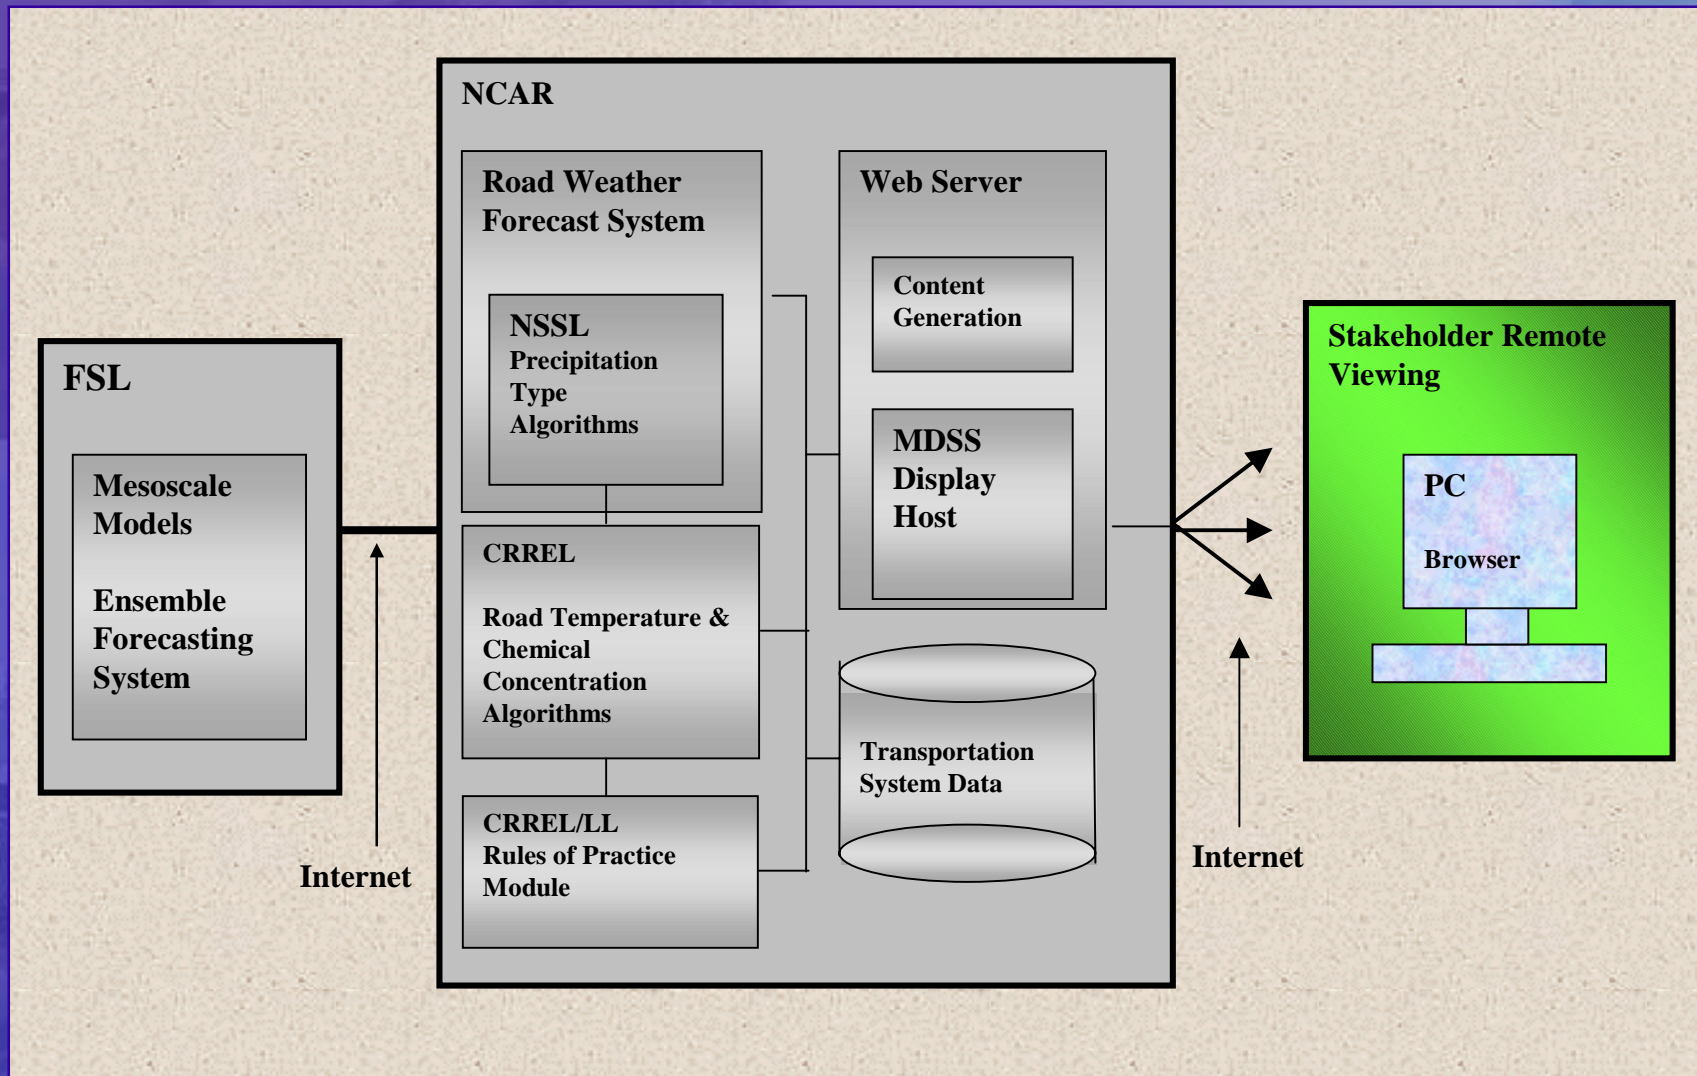 FSL
Mesoscale
Models
Ensemble
Forecasting
System
Internet
NCAR
Road Weather
Forecast System
NSSL
Precipitation
Type
Algorithms
CRREL
Road Temperature &
Chemical
Concentration
Algorithms
CRREL/LL
Rules of Practice
Module
Web Server
Content
Generation
MDSS
Display
Host
Transportation
System Data
Internet
Stakeholder Remote
Viewing
PC
Browser